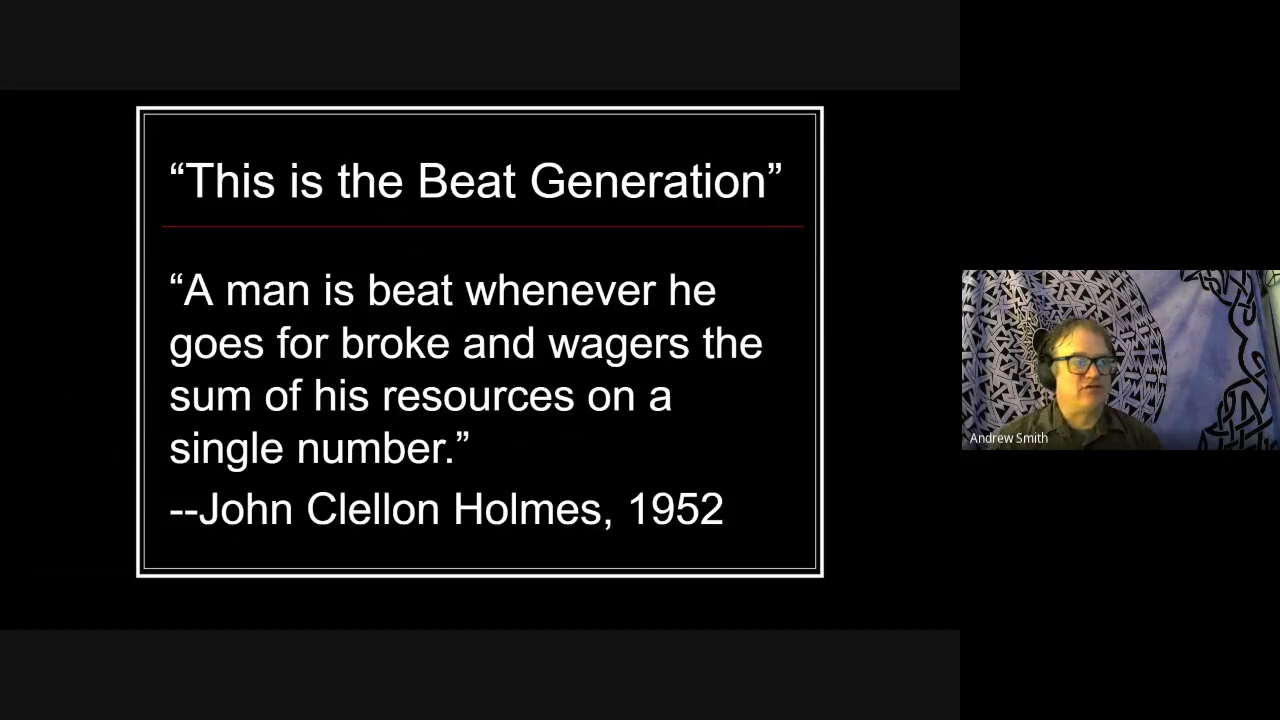 “This is the Beat Generation”
“A man is beat whenever he
goes for broke and wagers the
sum of his resources on a
single number.”
--John Clellon Holmes, 1952
Andrew Smith